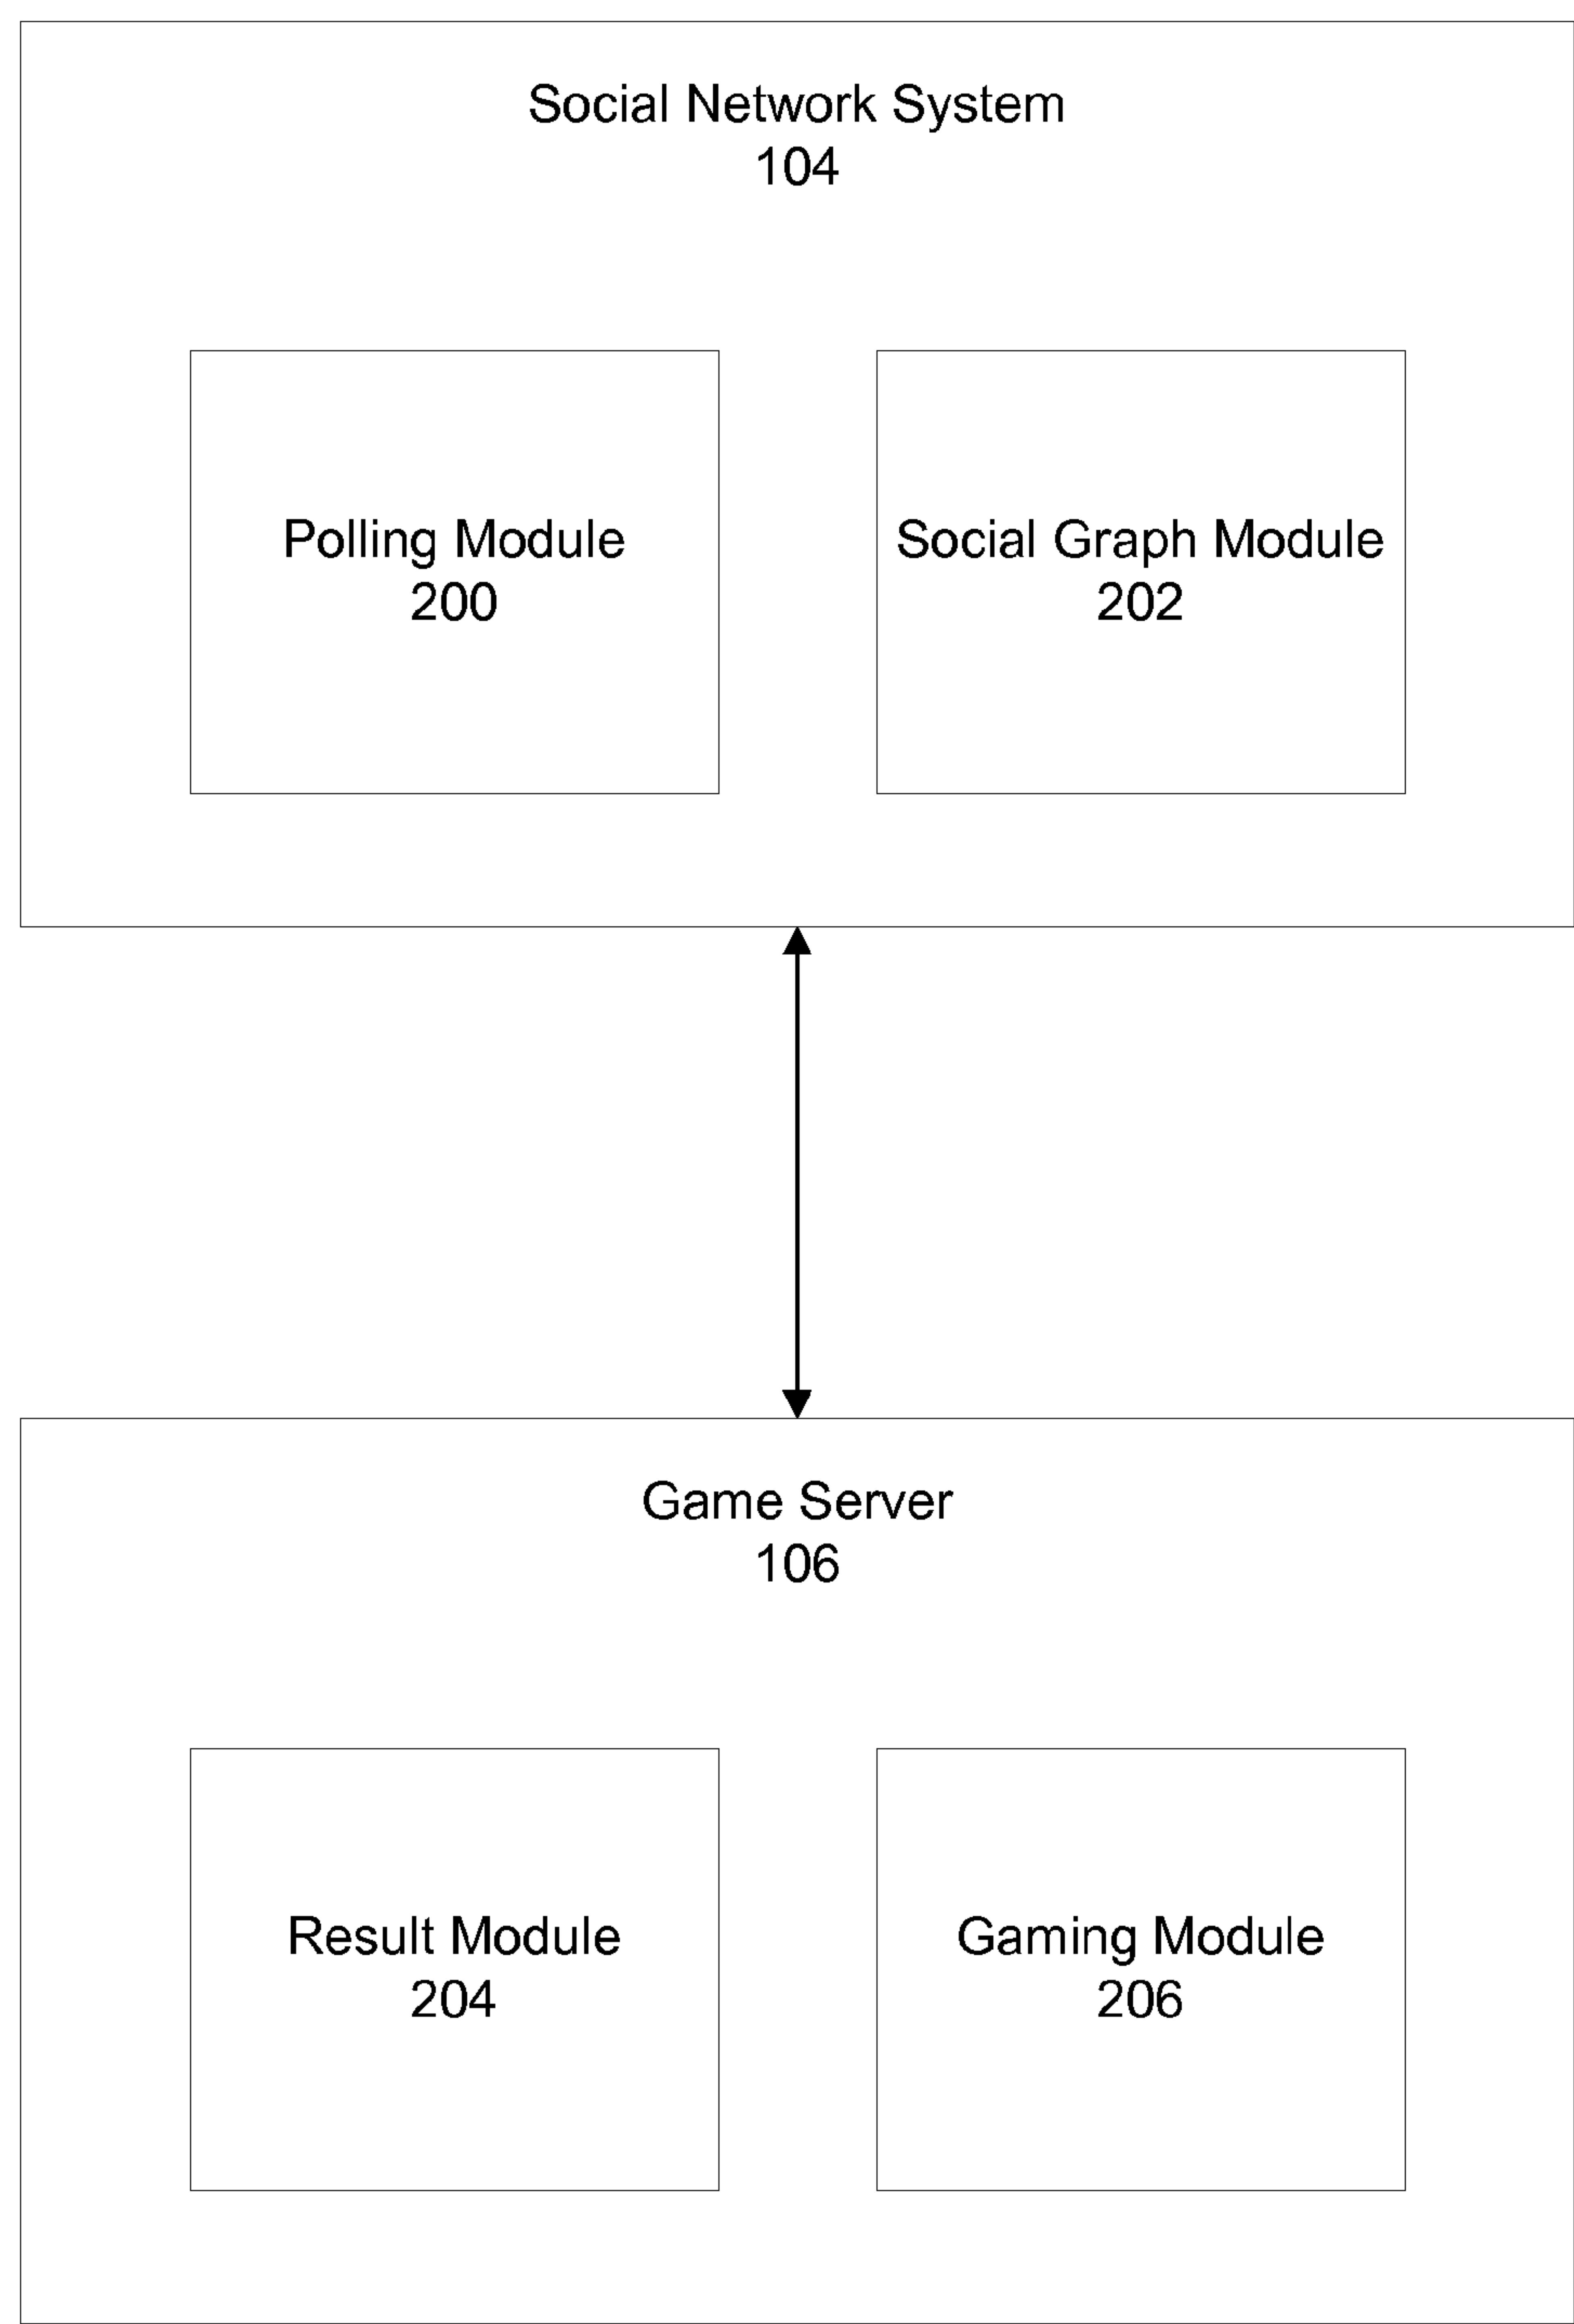 Social Network System
104
Polling Module
200
Social Graph Module
202
Game Server
106
Result Module
204
Gaming Module
206